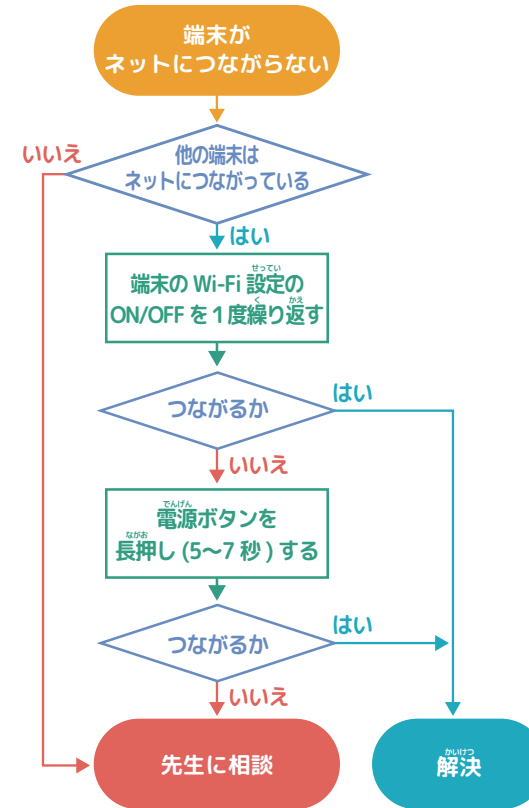 端末が
ネットにつながらない
いいえ
他の端末は
ネットにつながっている
はい
せってい
端末の Wi-Fi 設定の
く かえ
ON/OFF を1度繰り返す
つながるか
はい
いいえ
でんげん
電源ボタンを
ながお
長押し (5〜7 秒 ) する
つながるか
はい
いいえ
先生に相談
かいけつ
解決